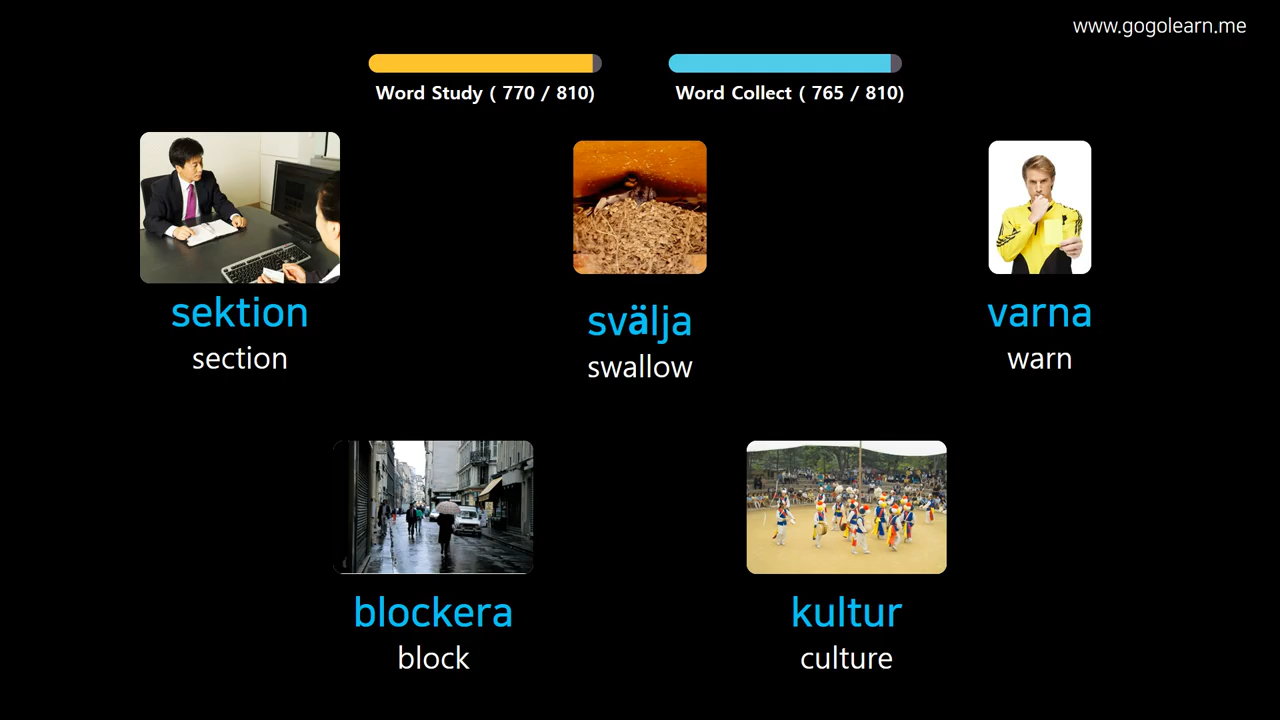 www.gogolearn.me
Word Study ( 770 / 810)
Word Collect ( 765 / 810)
sektion
section
svälja
swallow
varna
warn
blockera
block
kultur
culture